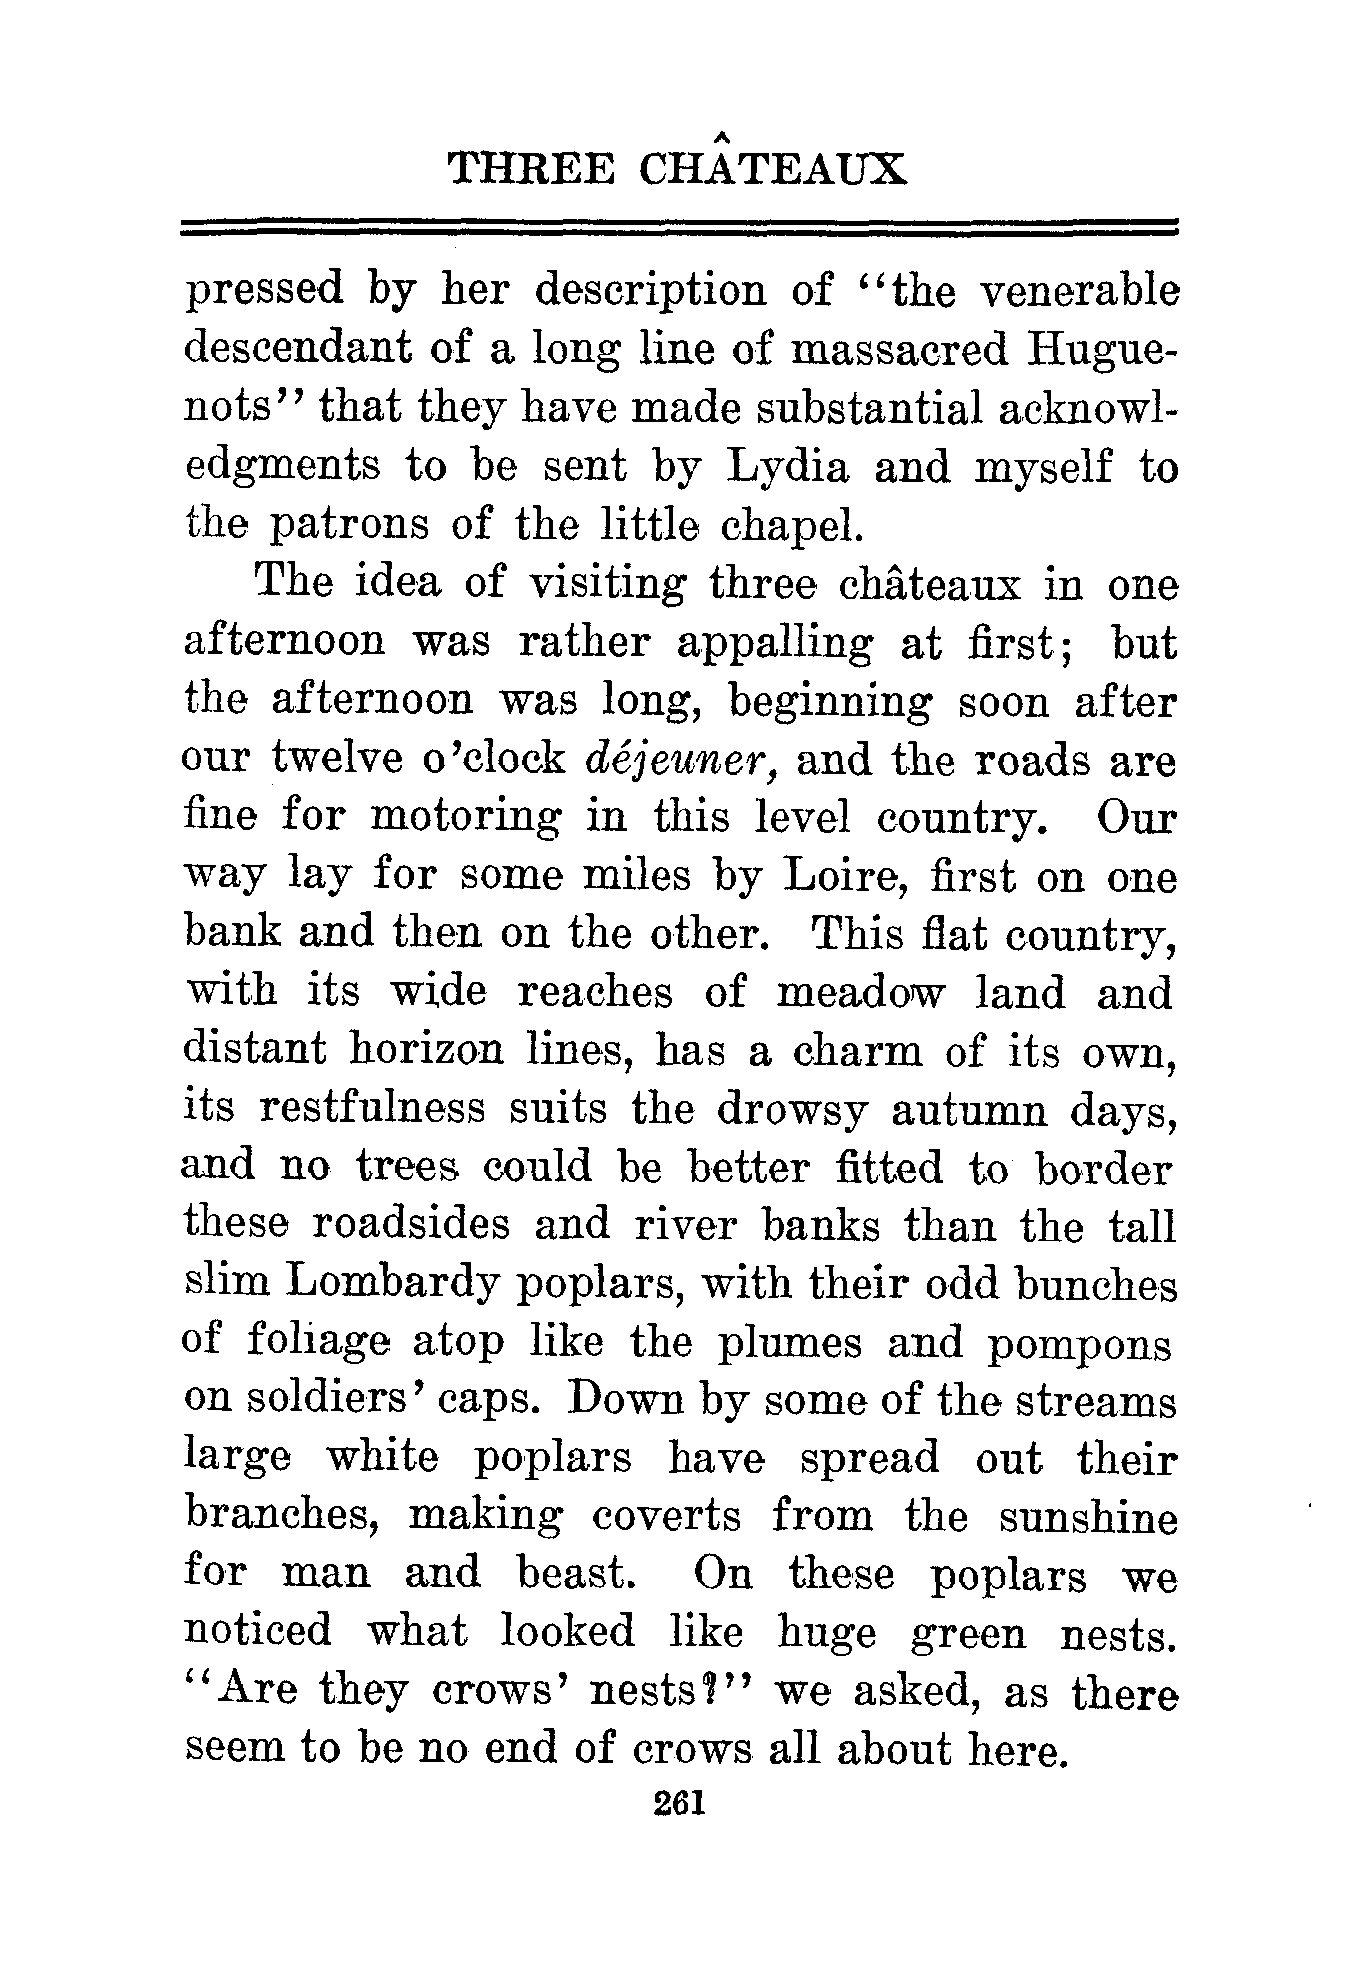 THREE CHÂTEAUX
pressed by her description of "the venerable
descendant of a long line of massacred Hugue-
nots" that they have made substantial acknowl-
edgments to be sent by Lydia and myself to
the patrons of the little chapel.
The idea of visiting three châteaux in one
afternoon was rather appalling at first; but
the afternoon was long, beginning soon after
our twelve o'clock déjeuner, and the roads are
fine for motoring in this level country. Our
way lay for some miles by Loire, first on one
bank and then on the other. This flat country,
with its wide reaches of meadow land and
distant horizon lines, has a charm of its own,
its restfulness suits the drowsy autumn days,
and no trees could be better fitted to border
these roadsides and river banks than the tall
slim Lombardy poplars, with their odd bunches
of foliage atop like the plumes and pompons
on soldiers' caps. Down by some of the streams
large white poplars have spread out their
branches, making coverts from the sunshine
for man and beast. On these poplars we
noticed what looked like huge green nests.
"Are they crows' nests?" we asked, as there
seem to be no end of crows all about here.
261